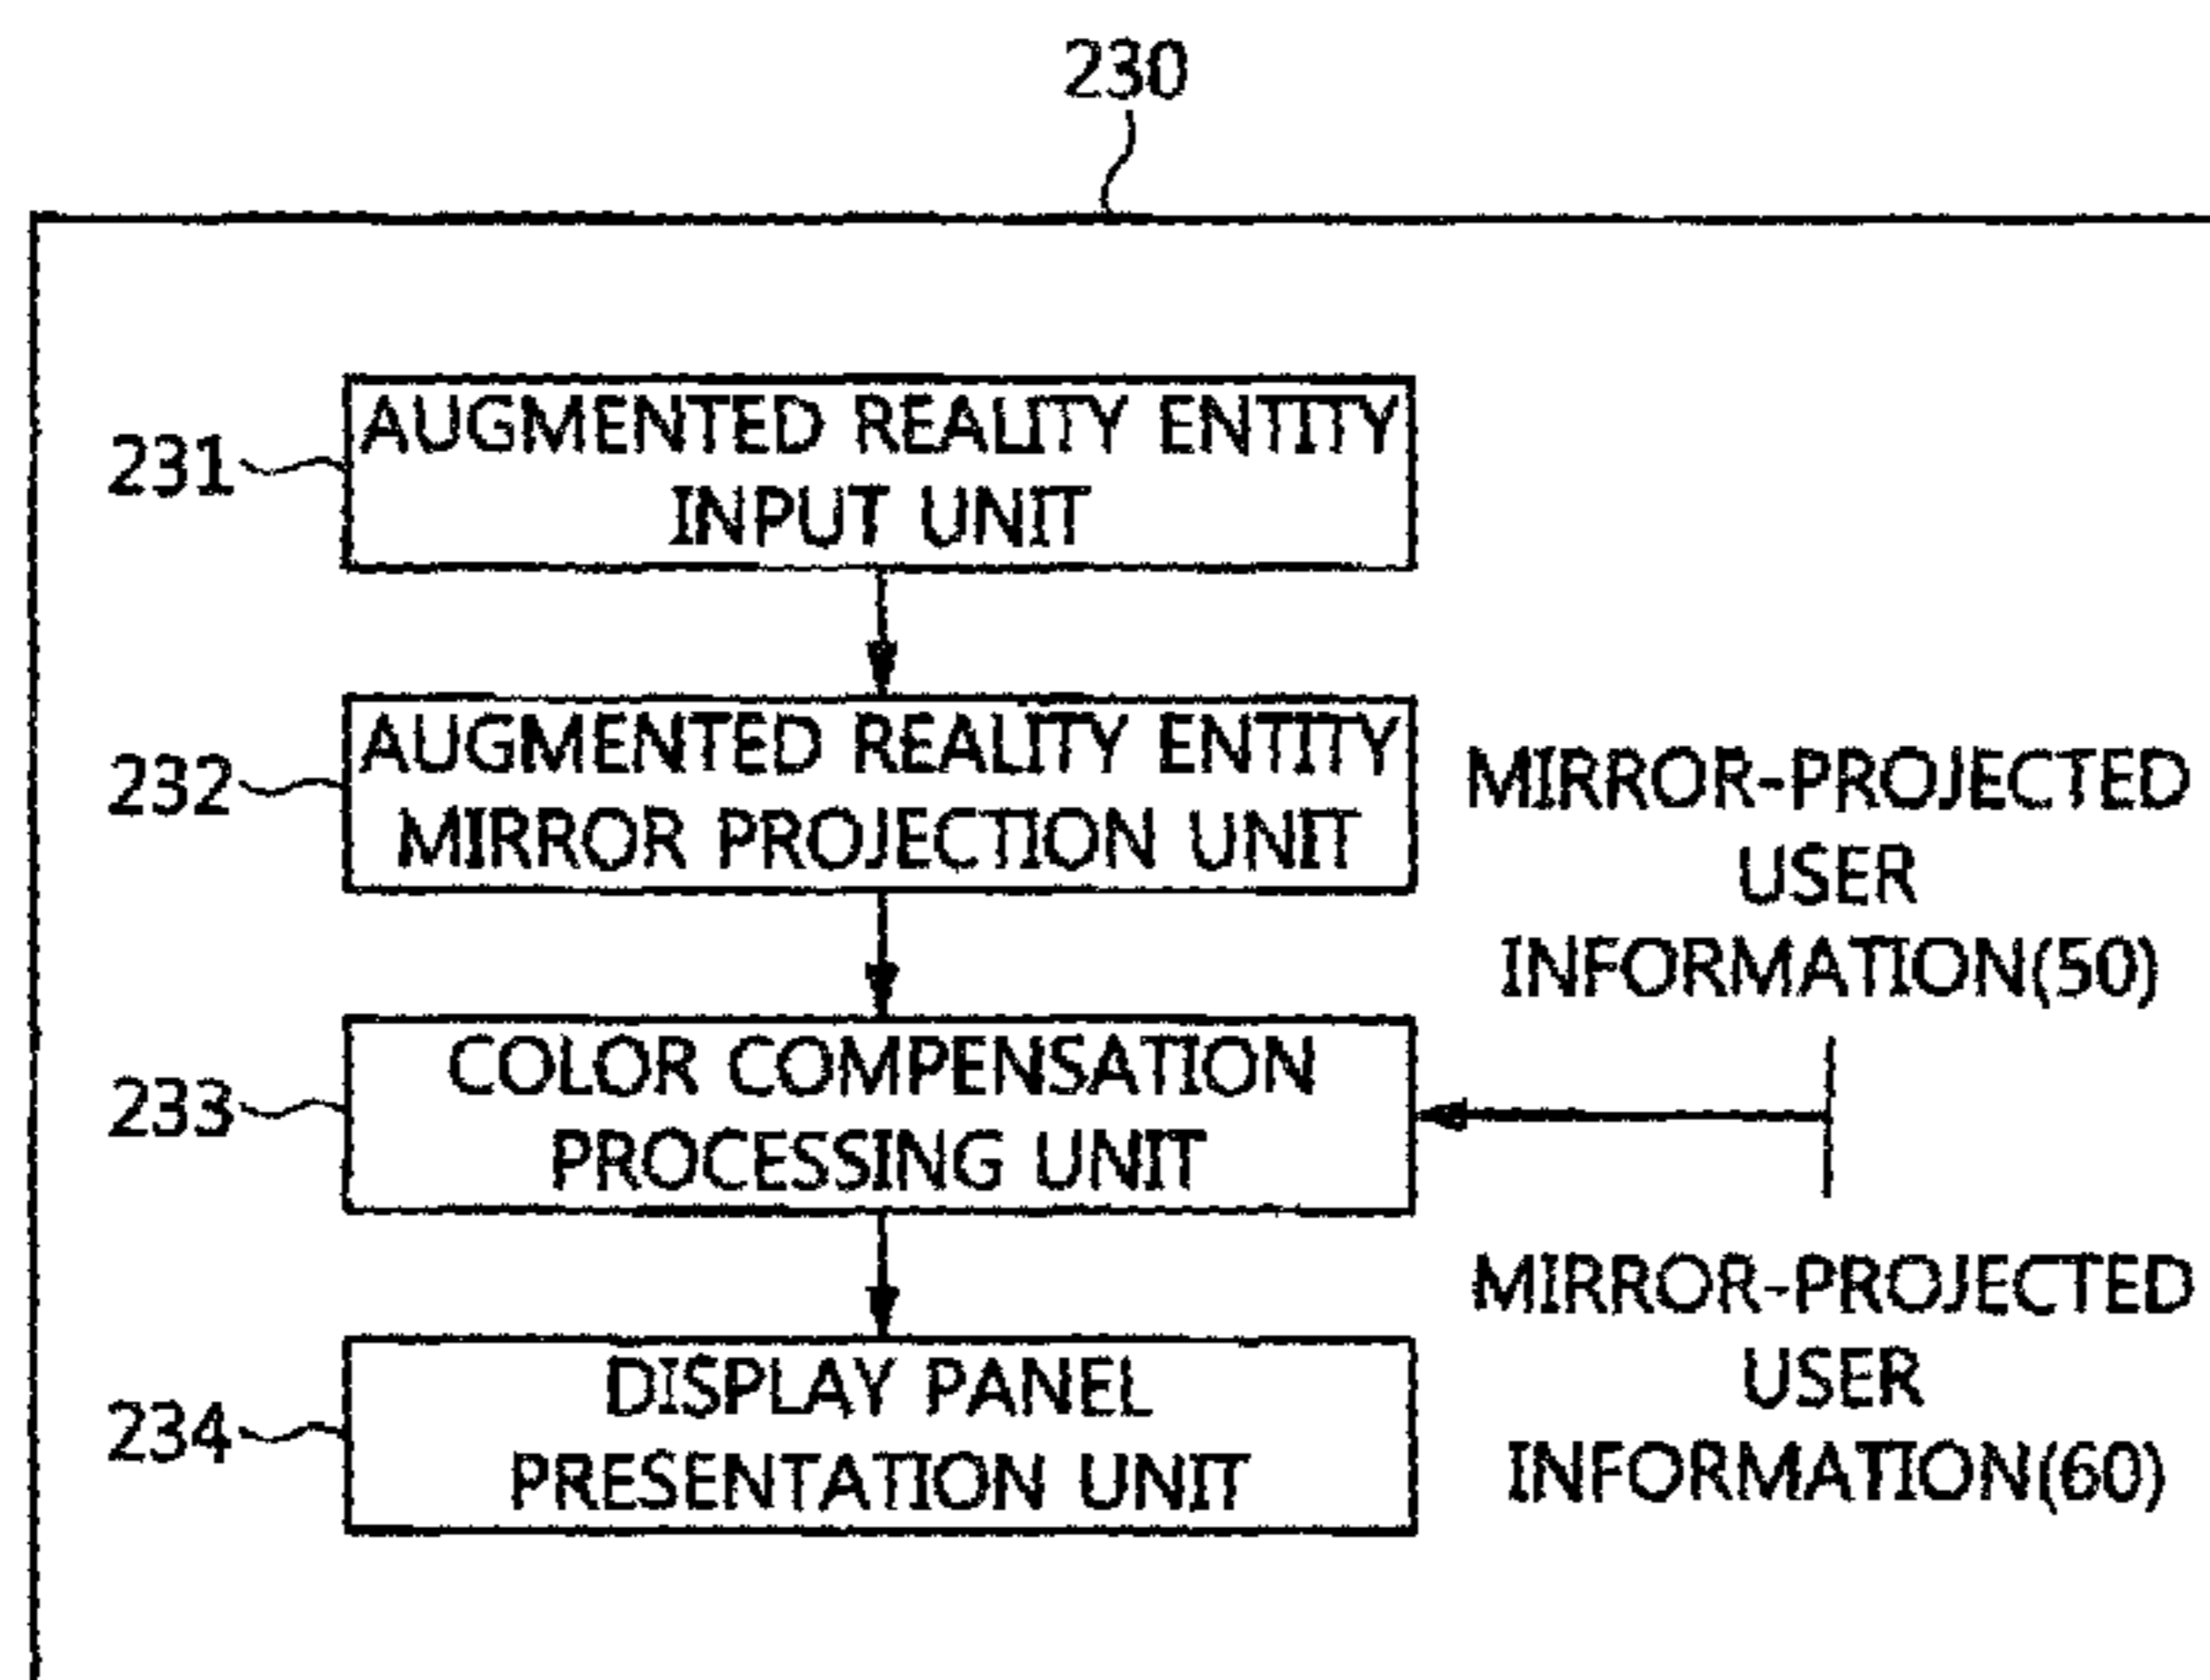 230
231
AUGMENTED REALITY ENTITY
INPUT UNIT
232
AUGMENTED REALITY ENTITY
MIRROR PROJECTION UNIT
MIRROR-PROJECTED
USER
INFORMATION(50)
233
COLOR COMPENSATION
PROCESSING UNIT
234
DISPLAY PANEL
PRESENTATION UNIT
MIRROR-PROJECTED
USER
INFORMATION(60)